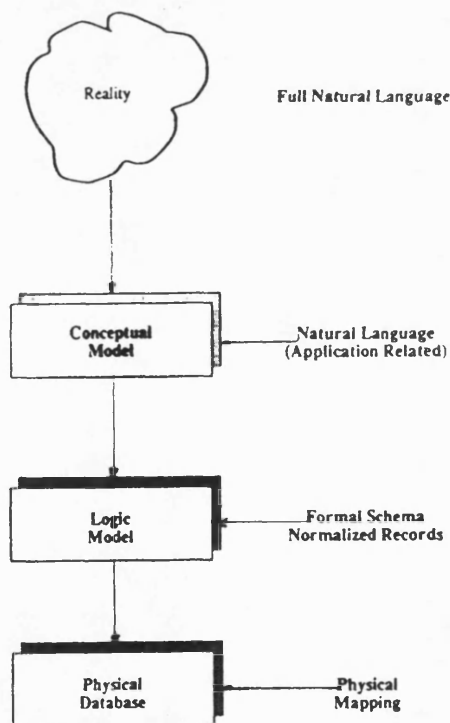 Reality
Full Natural Language
Conceptual
Model
Natural Language
(Application Related)
Logic
Model
Formal Schema
Normalized Records
Physical
Database
Physical
Mapping